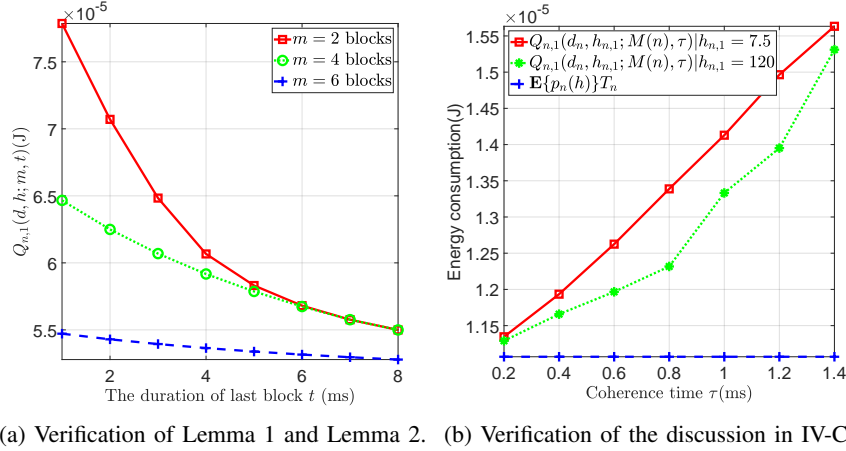 ×10⁻⁵
7.5
7
6.5
6
5.5
2
4
6
8
Q_{n,1}(d, h; m, t)(J)
The duration of last block t (ms)
m = 2 blocks
m = 4 blocks
m = 6 blocks
(a) Verification of Lemma 1 and Lemma 2.
×10⁻⁵
1.55
1.5
1.45
1.4
1.35
1.3
1.25
1.2
1.15
0.2
0.4
0.6
0.8
1
1.2
1.4
Energy consumption(J)
Coherence time τ(ms)
Q_{n,1}(d_n, h_{n,1}; M(n), τ)|h_{n,1} = 7.5
Q_{n,1}(d_n, h_{n,1}; M(n), τ)|h_{n,1} = 120
E{p_n(h)}T_n
(b) Verification of the discussion in IV-C